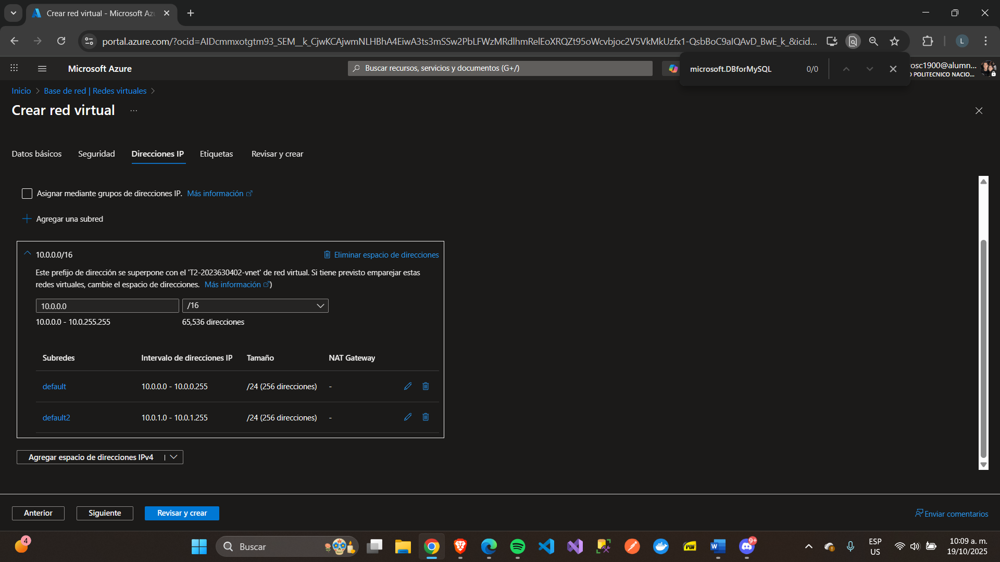 Crear red virtual - Microsoft Az
portal.azure.com/?ocid=AIDcmmxotgtm93_SEM__k_CjwKCAjwmNLHBhA4EiwA3ts3mSSw2PbLFWzMRdlhmRelEoXRQZt95oWcvbjoc2V5VkMkUzfx1-QsbBoC9aIQAvD_BwE_k_&icid...
L
Microsoft Azure
Buscar recursos, servicios y documentos (G+/)
microsoft.DBforMySQL
0/0
osc1900@alumn...
POLITECNICO NACIO...
Inicio > Base de red | Redes virtuales >
Crear red virtual ...
Datos básicos
Seguridad
Direcciones IP
Etiquetas
Revisar y crear
Asignar mediante grupos de direcciones IP. Más información
Agregar una subred
10.0.0.0/16
Eliminar espacio de direcciones
Este prefijo de dirección se superpone con el 'T2-2023630402-vnet' de red virtual. Si tiene previsto emparejar estas
redes virtuales, cambie el espacio de direcciones. Más información )
10.0.0.0
/16
10.0.0.0 - 10.0.255.255
65,536 direcciones
Subredes Intervalo de direcciones IP Tamaño NAT Gateway
default 10.0.0.0 - 10.0.0.255 /24 (256 direcciones) -
default2 10.0.1.0 - 10.0.1.255 /24 (256 direcciones) -
Agregar espacio de direcciones IPv4
Anterior
Siguiente
Revisar y crear
Enviar comentarios
4
Buscar
PDF
W
9+
ESP
US
10:09 a. m.
19/10/2025